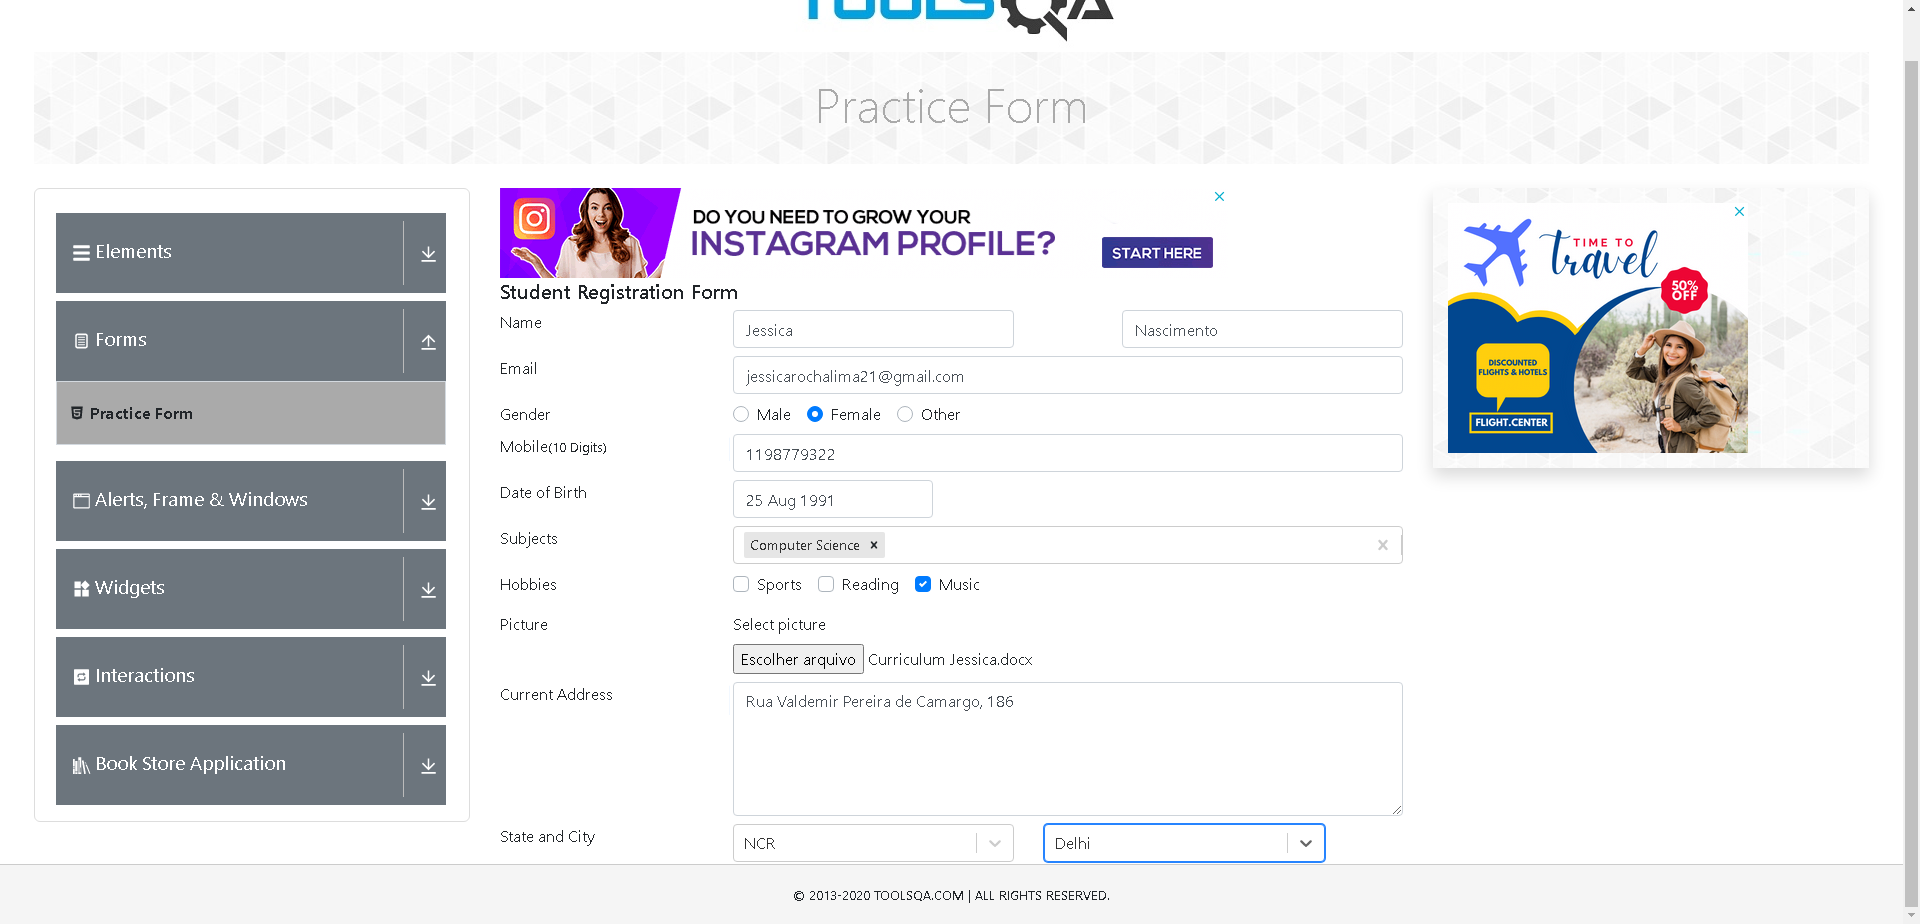 TOOLSQA
Practice Form
Elements
Forms
Practice Form
Alerts, Frame & Windows
Widgets
Interactions
Book Store Application
DO YOU NEED TO GROW YOUR
INSTAGRAM PROFILE?
START HERE
Student Registration Form
Name Jessica Nascimento
Email jessicarochalima21@gmail.com
Gender Male Female Other
Mobile(10 Digits) 1198779322
Date of Birth 25 Aug 1991
Subjects Computer Science
Hobbies Sports Reading Music
Picture Select picture
Escolher arquivo Curriculum Jessica.docx
Current Address Rua Valdemir Pereira de Camargo, 186
State and City NCR Delhi
TIME TO
travel
50%
OFF
DISCOUNTED
FLIGHTS & HOTELS
FLIGHT.CENTER
© 2013-2020 TOOLSQA.COM | ALL RIGHTS RESERVED.